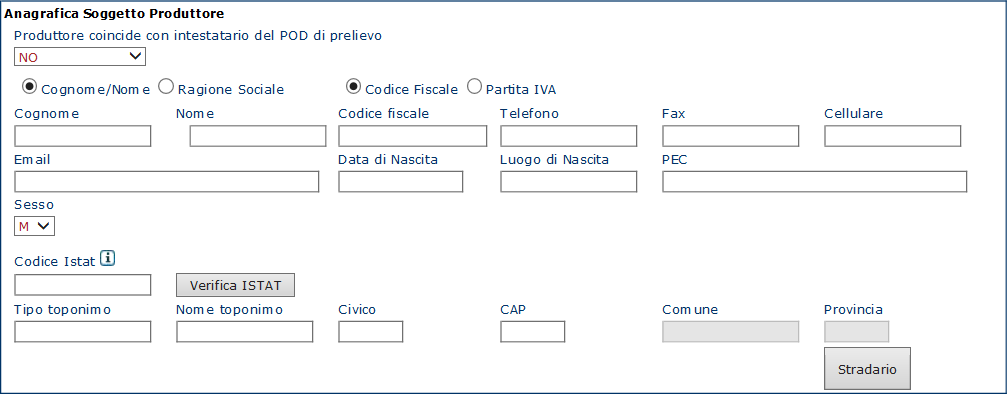 Anagrafica Soggetto Produttore
Produttore coincide con intestatario del POD di prelievo
NO
Cognome/Nome Ragione Sociale Codice Fiscale Partita IVA
Cognome Nome Codice fiscale Telefono Fax Cellulare
Email Data di Nascita Luogo di Nascita PEC
Sesso
M
Codice Istat i
Verifica ISTAT
Tipo toponimo Nome toponimo Civico CAP Comune Provincia
Stradario